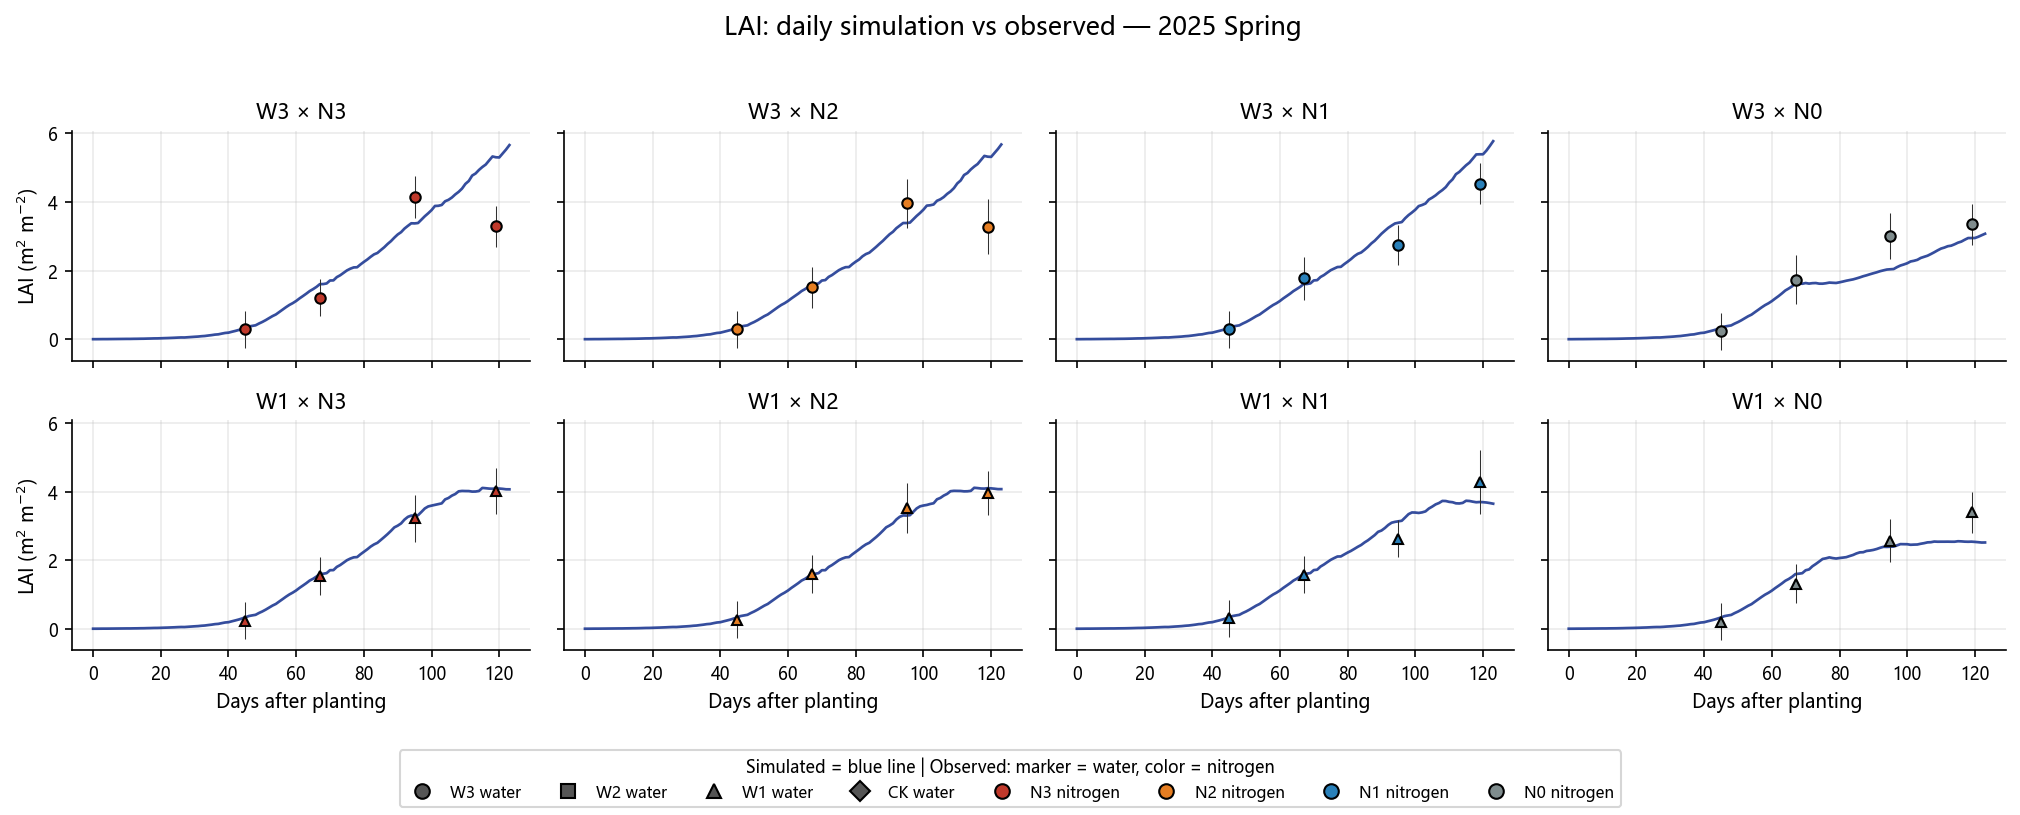 LAI: daily simulation vs observed — 2025 Spring
W3 × N3 W3 × N2 W3 × N1 W3 × N0
LAI (m² m⁻²)
6
4
2
0
W1 × N3 W1 × N2 W1 × N1 W1 × N0
LAI (m² m⁻²)
6
4
2
0
0 20 40 60 80 100 120 0 20 40 60 80 100 120 0 20 40 60 80 100 120 0 20 40 60 80 100 120
Days after planting Days after planting Days after planting Days after planting
Simulated = blue line | Observed: marker = water, color = nitrogen
W3 water W2 water W1 water CK water N3 nitrogen N2 nitrogen N1 nitrogen N0 nitrogen